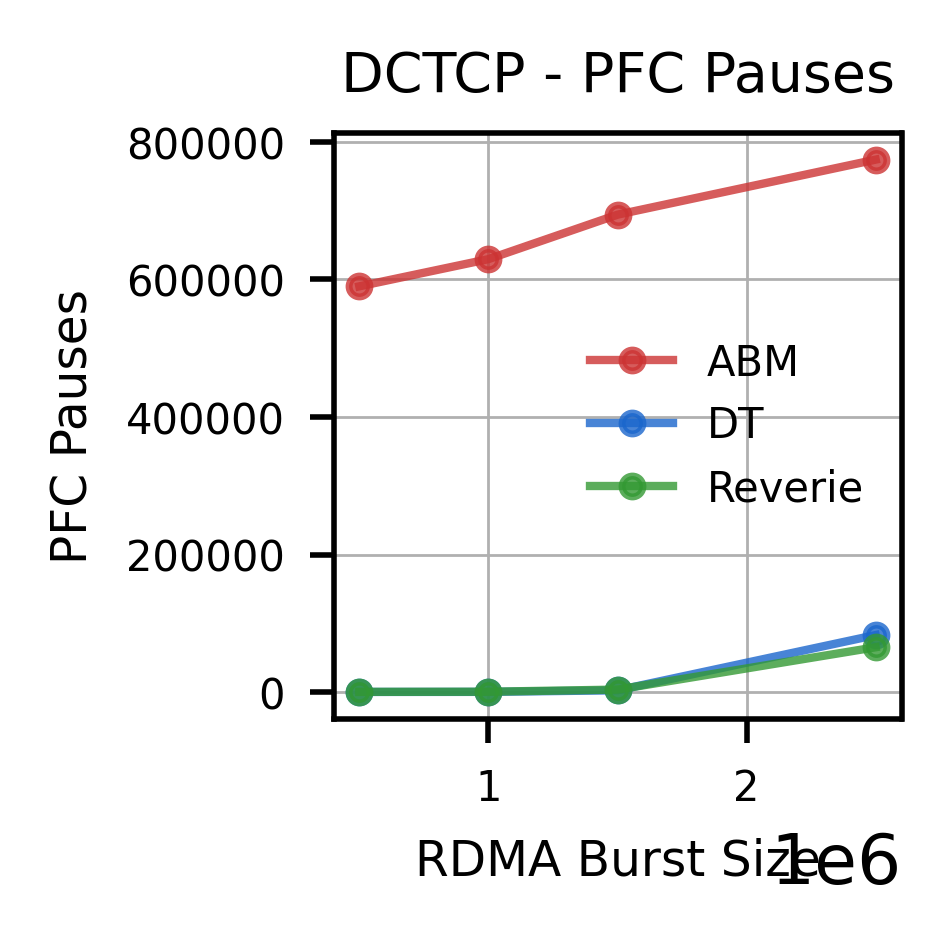 DCTCP - PFC Pauses
PFC Pauses
800000
600000
400000
200000
0
ABM
DT
Reverie
1 2
RDMA Burst Size
1e6